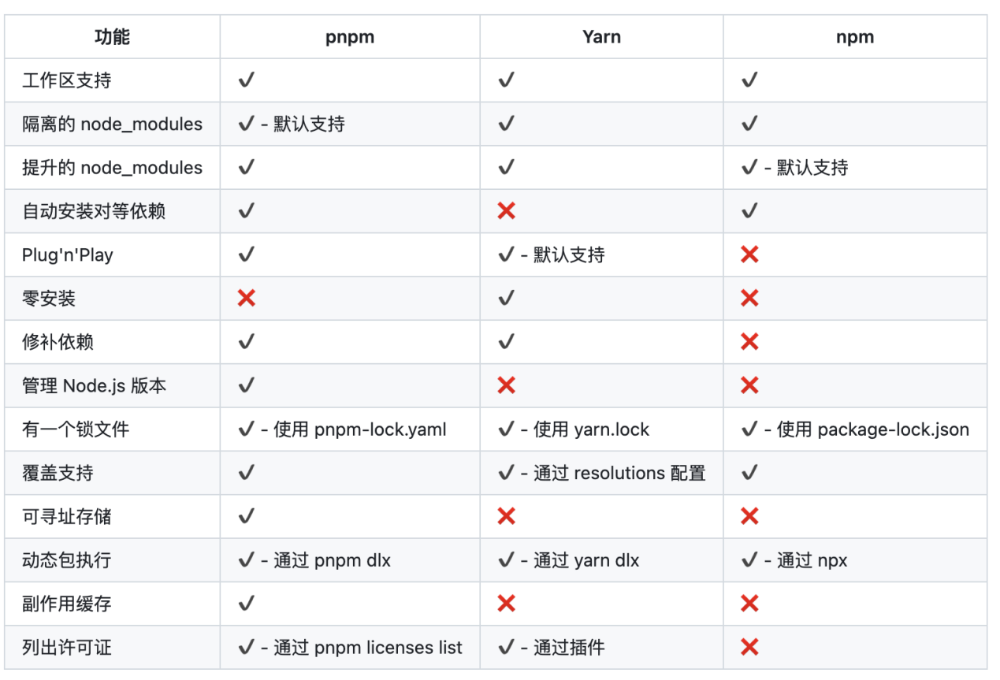 功能 pnpm Yarn npm
工作区支持 ✔ ✔ ✔
隔离的 node_modules ✔ - 默认支持 ✔ ✔
提升的 node_modules ✔ ✔ ✔ - 默认支持
自动安装对等依赖 ✔ ❌ ✔
Plug'n'Play ✔ ✔ - 默认支持 ❌
零安装 ❌ ✔ ❌
修补依赖 ✔ ✔ ❌
管理 Node.js 版本 ✔ ❌ ❌
有一个锁文件 ✔ - 使用 pnpm-lock.yaml ✔ - 使用 yarn.lock ✔ - 使用 package-lock.json
覆盖支持 ✔ ✔ - 通过 resolutions 配置 ✔
可寻址存储 ✔ ❌ ❌
动态包执行 ✔ - 通过 pnpm dlx ✔ - 通过 yarn dlx ✔ - 通过 npx
副作用缓存 ✔ ❌ ❌
列出许可证 ✔ - 通过 pnpm licenses list ✔ - 通过插件 ❌